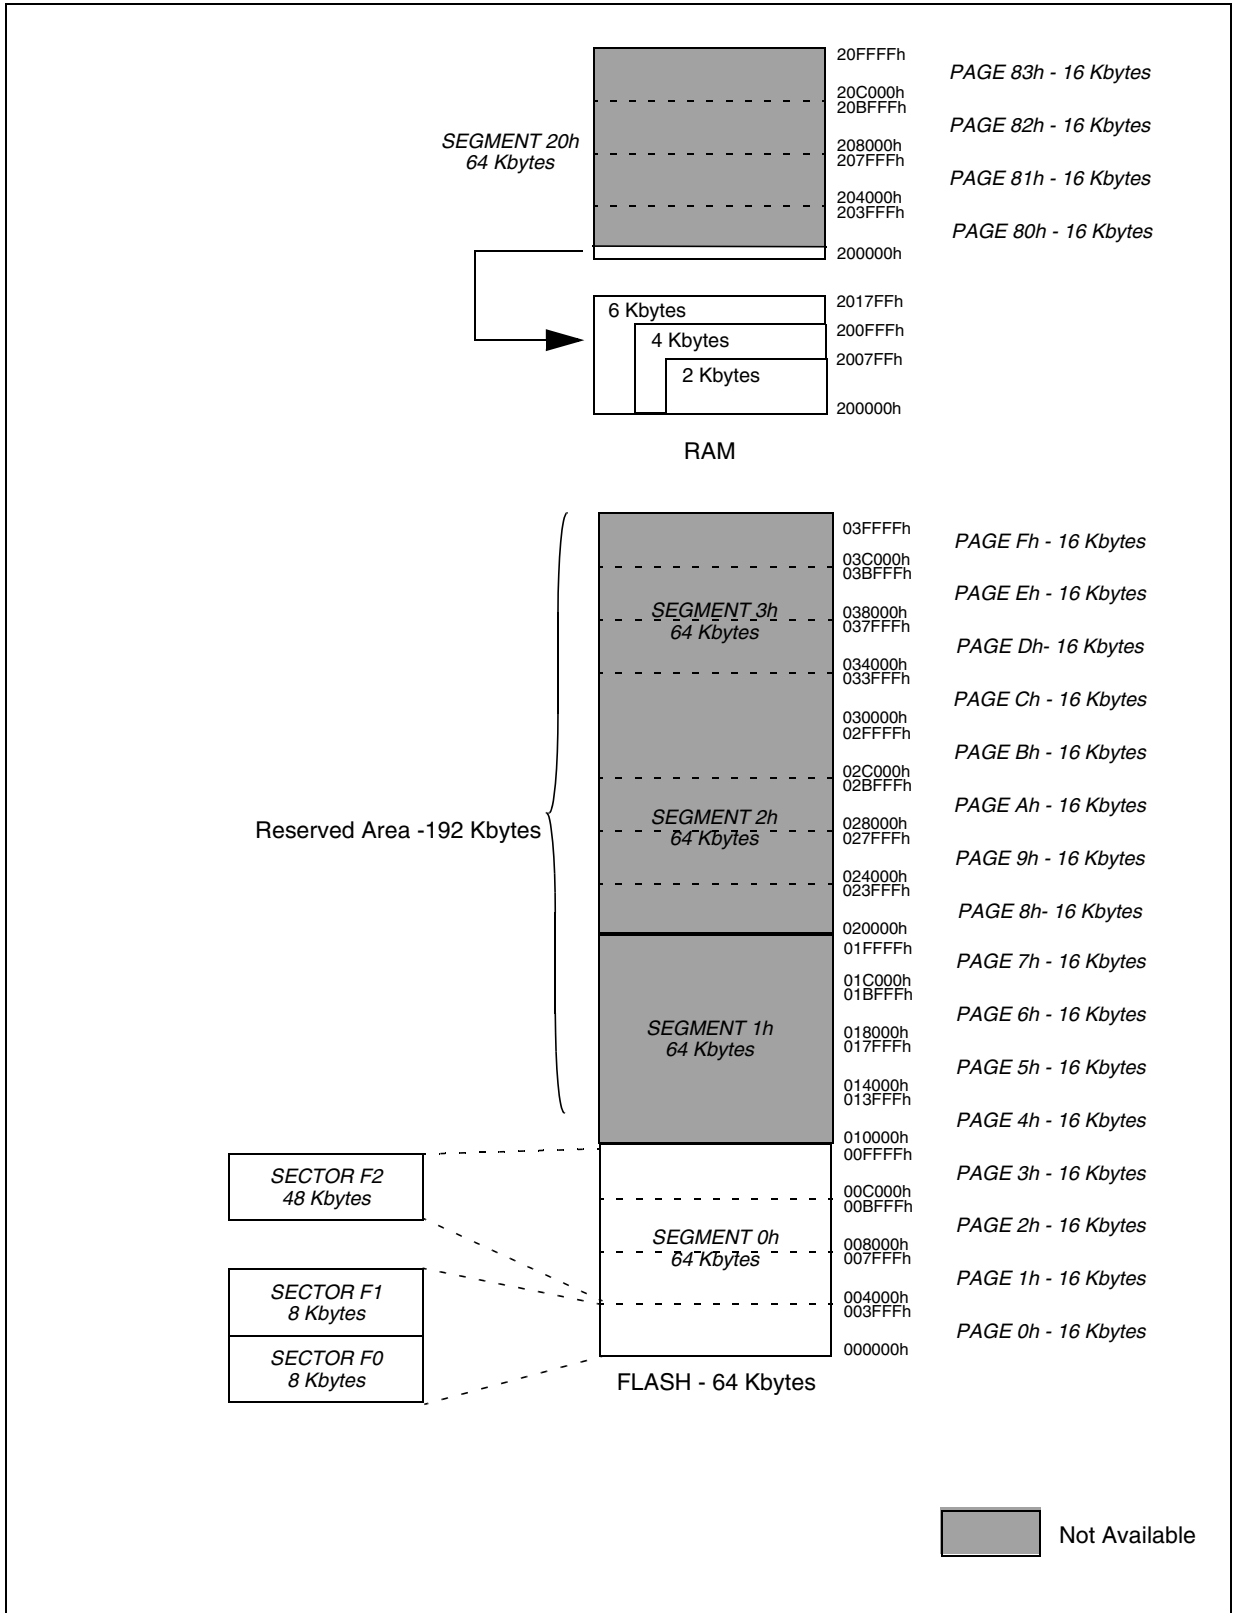 20FFFFh
PAGE 83h - 16 Kbytes
20C000h
20BFFFh
PAGE 82h - 16 Kbytes
SEGMENT 20h
64 Kbytes
208000h
207FFFh
PAGE 81h - 16 Kbytes
204000h
203FFFh
PAGE 80h - 16 Kbytes
200000h
6 Kbytes
2017FFh
4 Kbytes
200FFFh
2 Kbytes
2007FFh
200000h
RAM
03FFFFh
PAGE Fh - 16 Kbytes
03C000h
03BFFFh
PAGE Eh - 16 Kbytes
SEGMENT 3h
64 Kbytes
038000h
037FFFh
PAGE Dh- 16 Kbytes
034000h
033FFFh
PAGE Ch - 16 Kbytes
030000h
02FFFFh
PAGE Bh - 16 Kbytes
02C000h
02BFFFh
PAGE Ah - 16 Kbytes
Reserved Area -192 Kbytes
SEGMENT 2h
64 Kbytes
028000h
027FFFh
PAGE 9h - 16 Kbytes
024000h
023FFFh
PAGE 8h- 16 Kbytes
020000h
01FFFFh
PAGE 7h - 16 Kbytes
01C000h
01BFFFh
PAGE 6h - 16 Kbytes
SEGMENT 1h
64 Kbytes
018000h
017FFFh
PAGE 5h - 16 Kbytes
014000h
013FFFh
PAGE 4h - 16 Kbytes
010000h
00FFFFh
PAGE 3h - 16 Kbytes
SECTOR F2
48 Kbytes
00C000h
00BFFFh
PAGE 2h - 16 Kbytes
SEGMENT 0h
64 Kbytes
008000h
007FFFh
PAGE 1h - 16 Kbytes
SECTOR F1
8 Kbytes
004000h
003FFFh
PAGE 0h - 16 Kbytes
SECTOR F0
8 Kbytes
000000h
FLASH - 64 Kbytes
Not Available